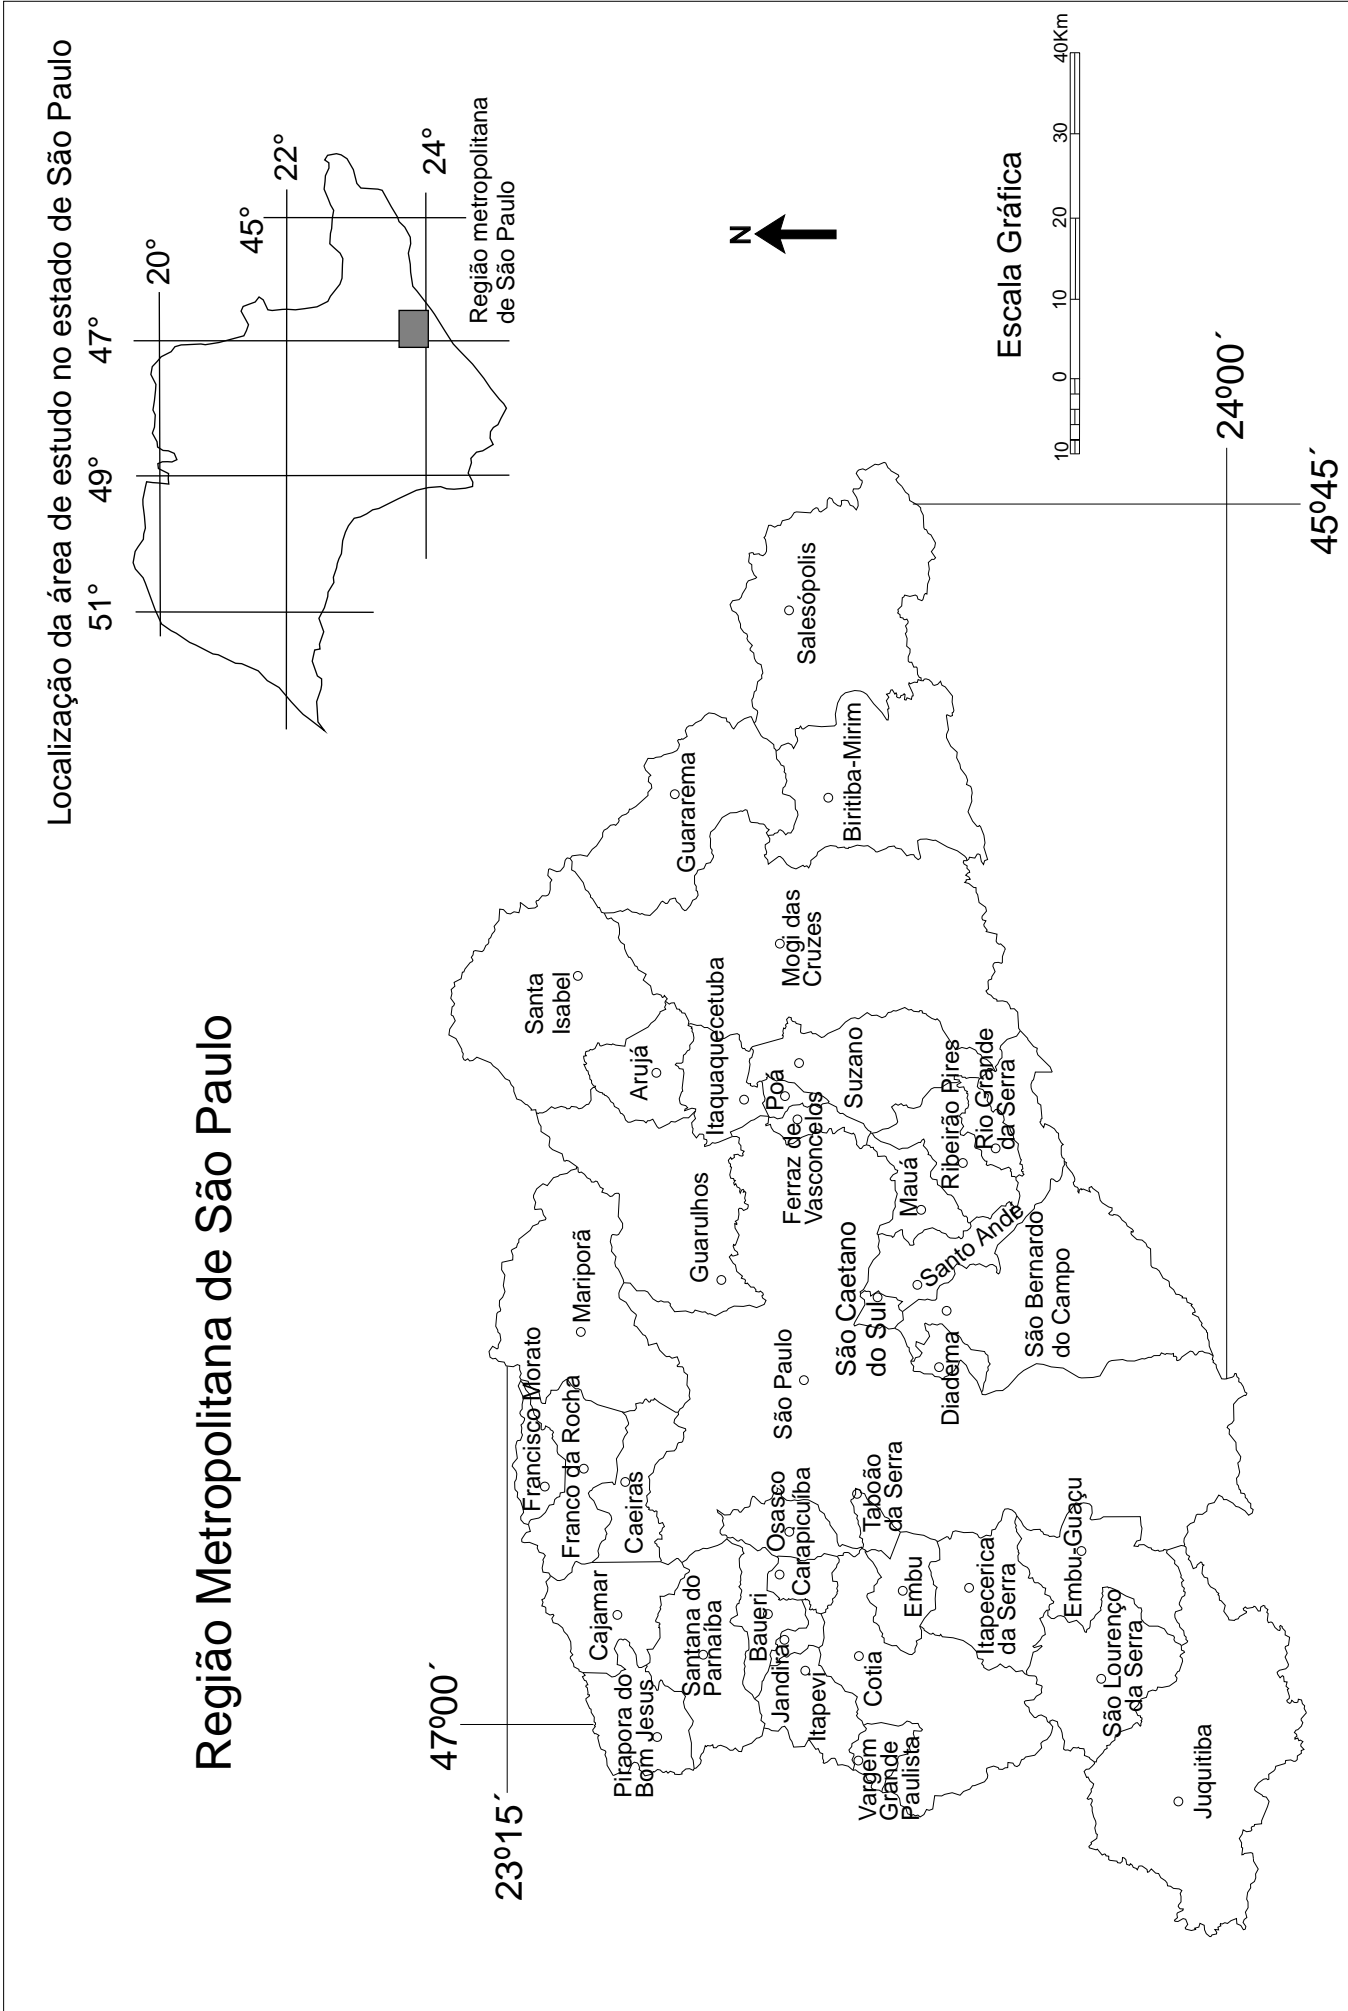 Localização da área de estudo no estado de São Paulo
51°
49°
47°
45°
20°
22°
24°
Região metropolitana
de São Paulo
Região Metropolitana de São Paulo
N
Escala Gráfica
10
0
10
20
30
40Km
47º00´
23º15´
24º00´
45º45´
Francisco Morato
Franco da Rocha
Mariporã
Caeiras
Cajamar
Pirapora do
Bom Jesus
Santana do
Parnaíba
Santa
Isabel
Arujá
Guarulhos
Itaquaquecetuba
Guararema
Salesópolis
Biritiba-Mirim
Mogi das
Cruzes
Suzano
Poá
Ferraz de
Vasconcelos
São Paulo
Osasco
Carapicuíba
Baueri
Jandira
Itapevi
Cotia
Vargem
Grande
Paulista
Taboão
da Serra
Embu
Itapecerica
da Serra
Embu-Guaçu
São Lourenço
da Serra
Juquitiba
São Caetano
do Sul
Diadema
Santo André
São Bernardo
do Campo
Mauá
Ribeirão Pires
Rio Grande
da Serra